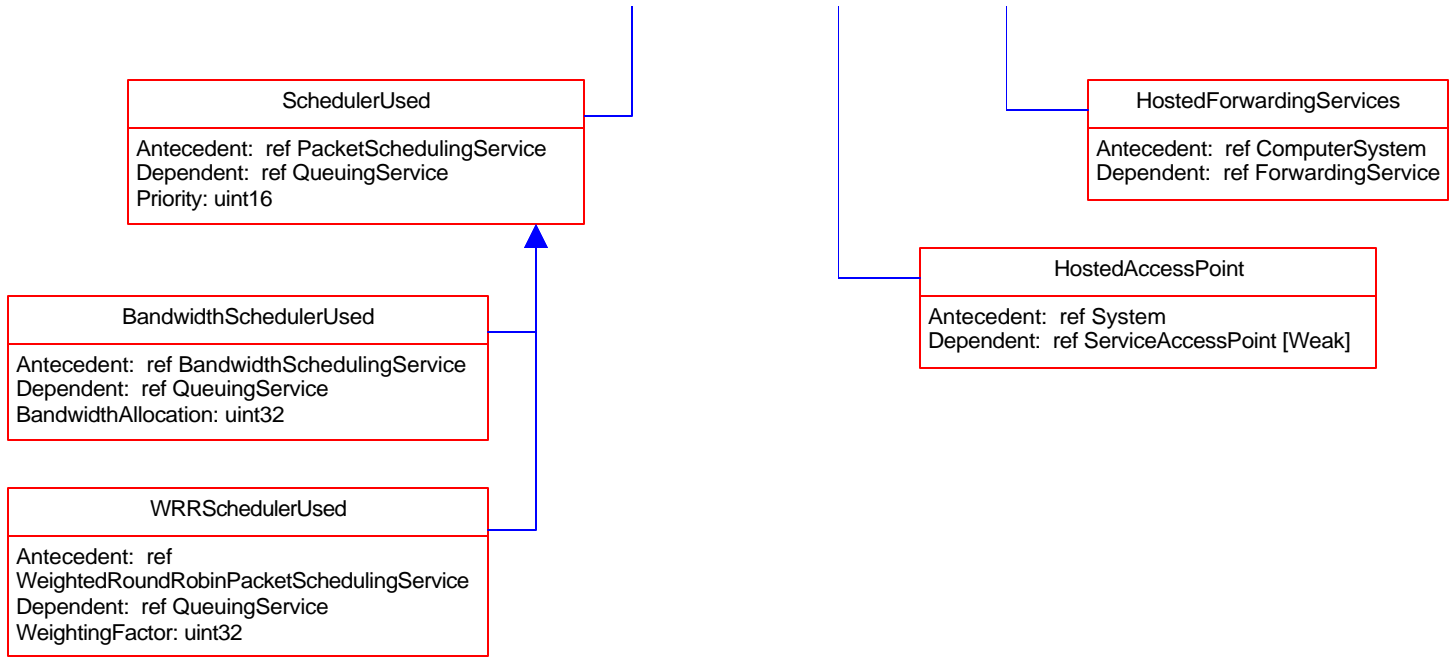 SchedulerUsed
Antecedent:  ref PacketSchedulingService
Dependent:  ref QueuingService
Priority: uint16
HostedForwardingServices
Antecedent:  ref ComputerSystem
Dependent:  ref ForwardingService
HostedAccessPoint
Antecedent:  ref System
Dependent:  ref ServiceAccessPoint [Weak]
BandwidthSchedulerUsed
Antecedent:  ref BandwidthSchedulingService
Dependent:  ref QueuingService
BandwidthAllocation: uint32
WRRSchedulerUsed
Antecedent:  ref
WeightedRoundRobinPacketSchedulingService
Dependent:  ref QueuingService
WeightingFactor: uint32